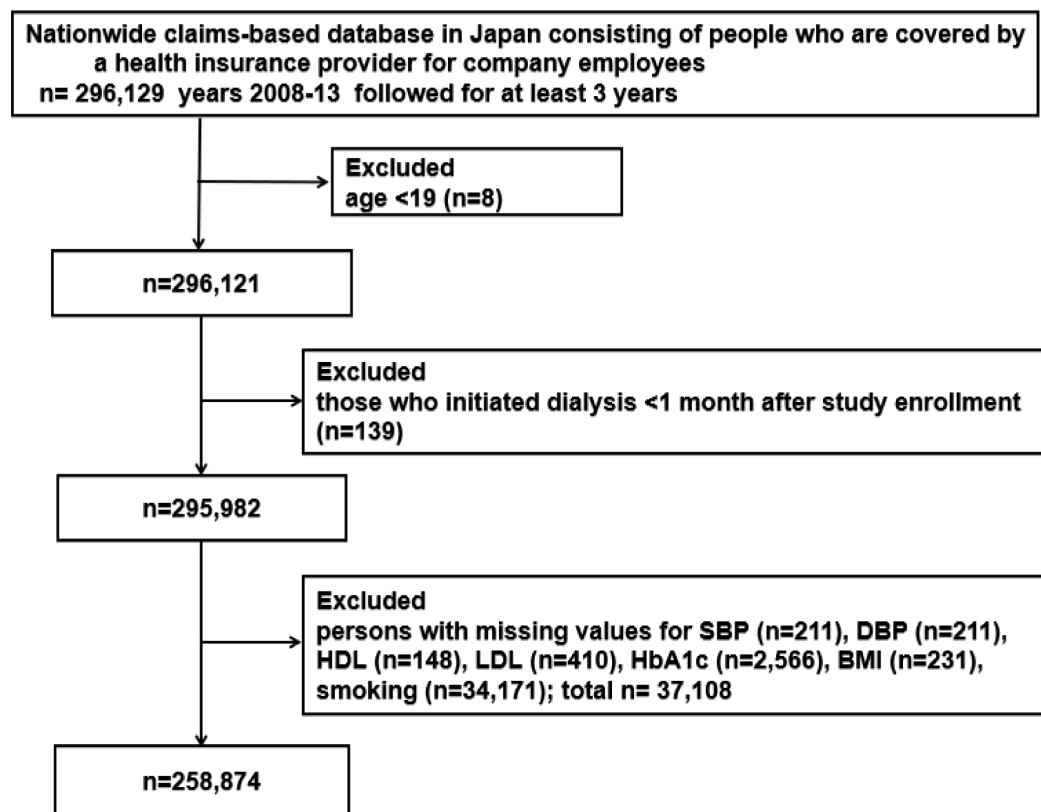 Nationwide claims-based database in Japan consisting of people who are covered by
a health insurance provider for company employees
n= 296,129 years 2008-13 followed for at least 3 years
Excluded
age <19 (n=8)
n=296,121
Excluded
those who initiated dialysis <1 month after study enrollment
(n=139)
n=295,982
Excluded
persons with missing values for SBP (n=211), DBP (n=211),
HDL (n=148), LDL (n=410), HbA1c (n=2,566), BMI (n=231),
smoking (n=34,171); total n= 37,108
n=258,874